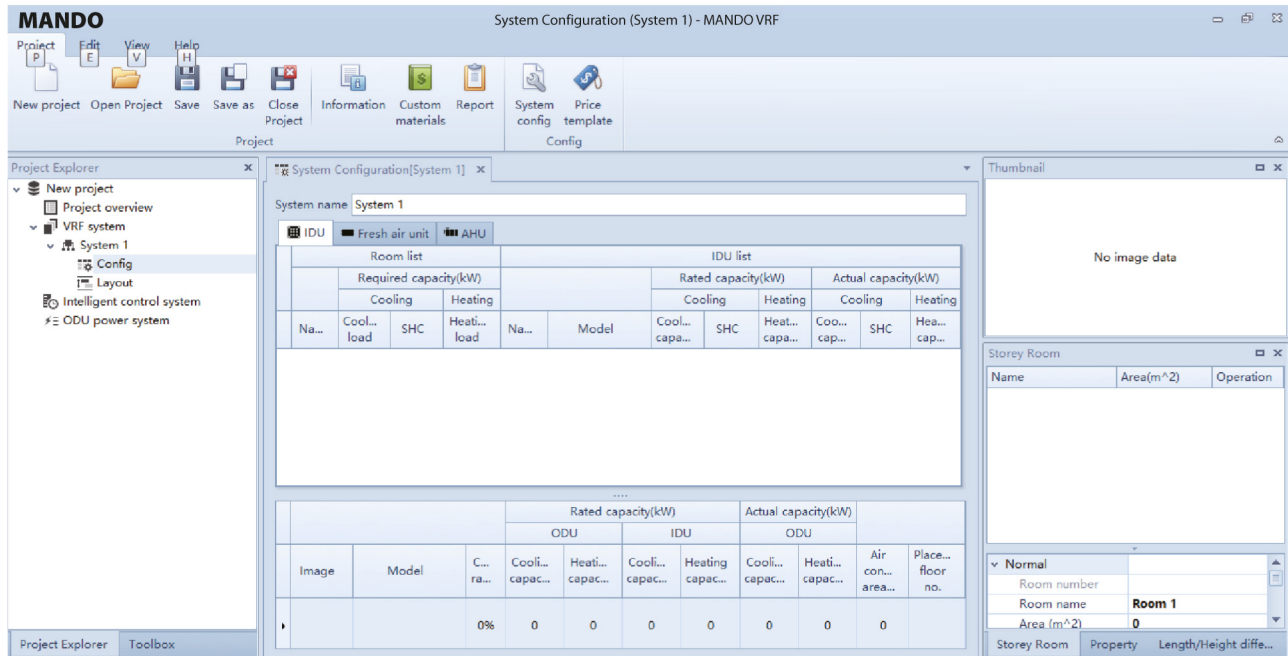 MANDO
System Configuration (System 1) - MANDO VRF
Project Edit View Help
P E V H
New project Open Project Save Save as Close Project Information Custom materials Report System config Price template
Project Config
Project Explorer
New project
Project overview
VRF system
System 1
Config
Layout
Intelligent control system
ODU power system
Project Explorer Toolbox
System Configuration[System 1]
System name System 1
IDU Fresh air unit AHU
Room list IDU list
Required capacity(kW) Rated capacity(kW) Actual capacity(kW)
Cooling Heating Cooling Heating Cooling Heating
Na... Cool... load SHC Heati... load Na... Model Cool... capa... SHC Heat... capa... Coo... cap... SHC Hea... cap...
Rated capacity(kW) Actual capacity(kW)
ODU IDU ODU
Image Model C... ra... Cooli... capac... Heati... capac... Cooli... capac... Heating capac... Cooli... capac... Heati... capac... Air con... area... Place... floor no.
0% 0 0 0 0 0 0 0
Thumbnail
No image data
Storey Room
Name Area(m^2) Operation
Normal
Room number
Room name Room 1
Area (m^2) 0
Storey Room Property Length/Height diffe...